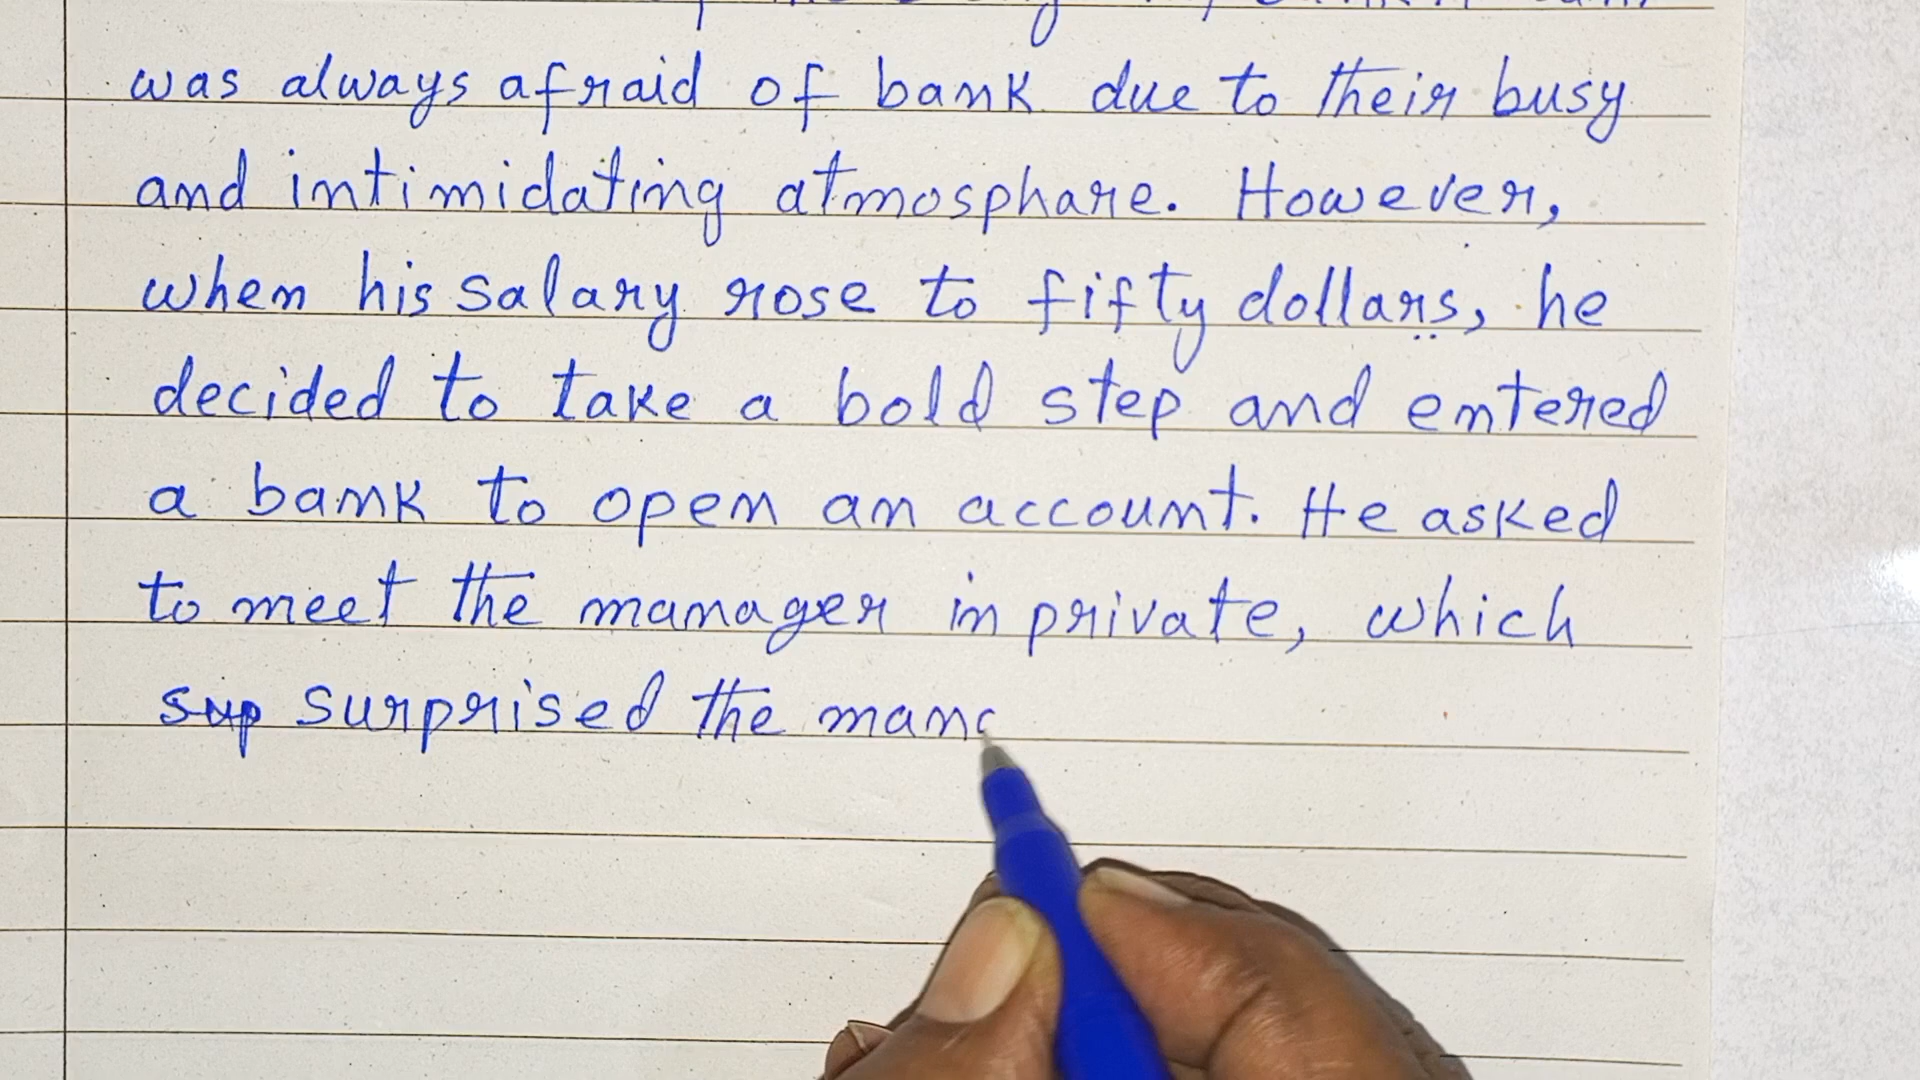 was always afraid of bank due to their busy
and intimidating atmosphare. However,
when his salary rose to fifty dollars, he
decided to take a bold step and entered
a bank to open an account. He asked
to meet the manager in private, which
sup surprised the mana